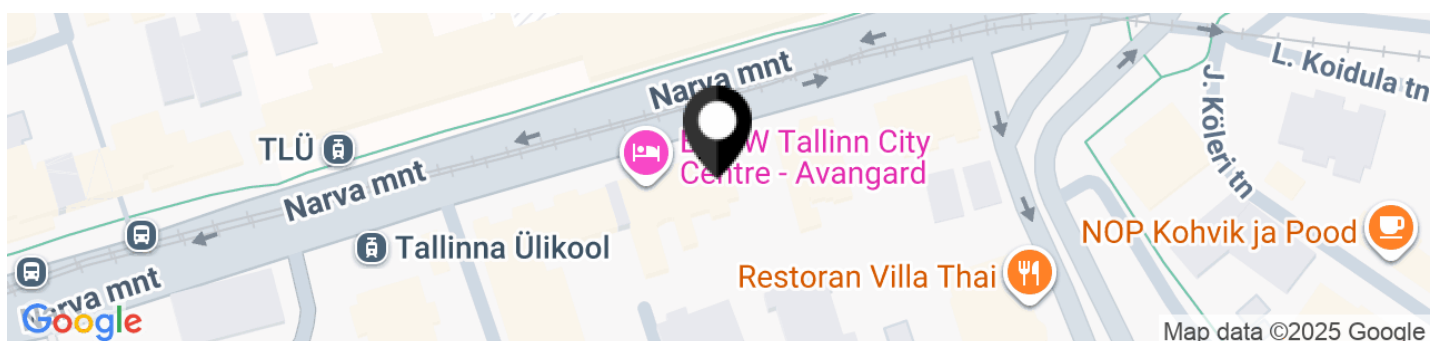 Narva mnt
L. Koidula tn
J. Köleri tn
TLÜ
W Tallinn City
Centre - Avangard
Narva mnt
Tallinna Ülikool
NOP Kohvik ja Pood
Restoran Villa Thai
Narva mnt
Google
Map data ©2025 Google